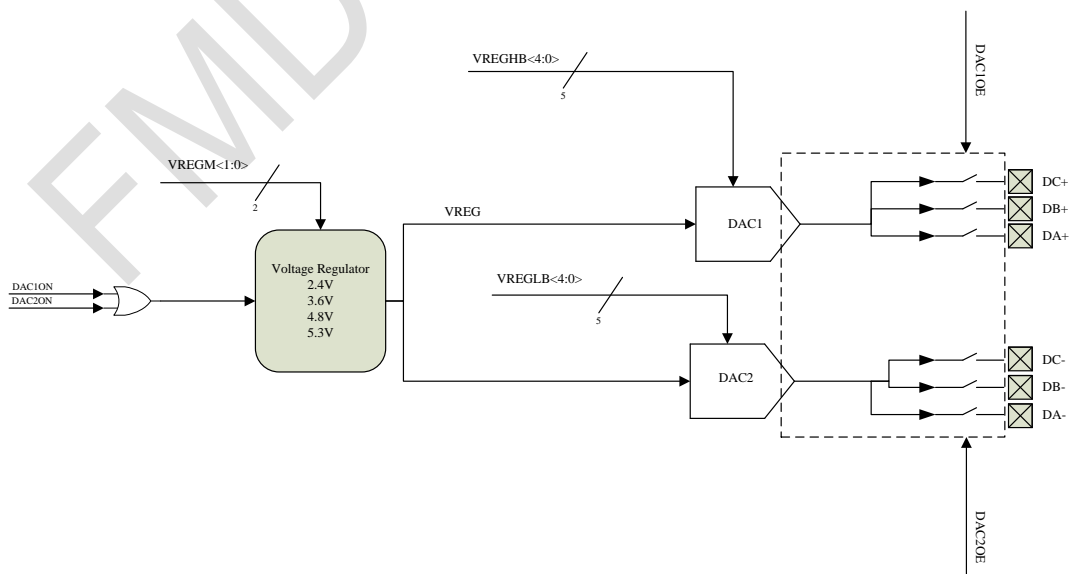 FMD
VREGHB<4:0>
5
DAC1OE
VREGM<1:0>
2
DC+
DB+
DA+
VREG
DAC1
Voltage Regulator
2.4V
3.6V
4.8V
5.3V
VREGLB<4:0>
5
DAC1ON
DAC2ON
DAC2
DC-
DB-
DA-
DAC2OE